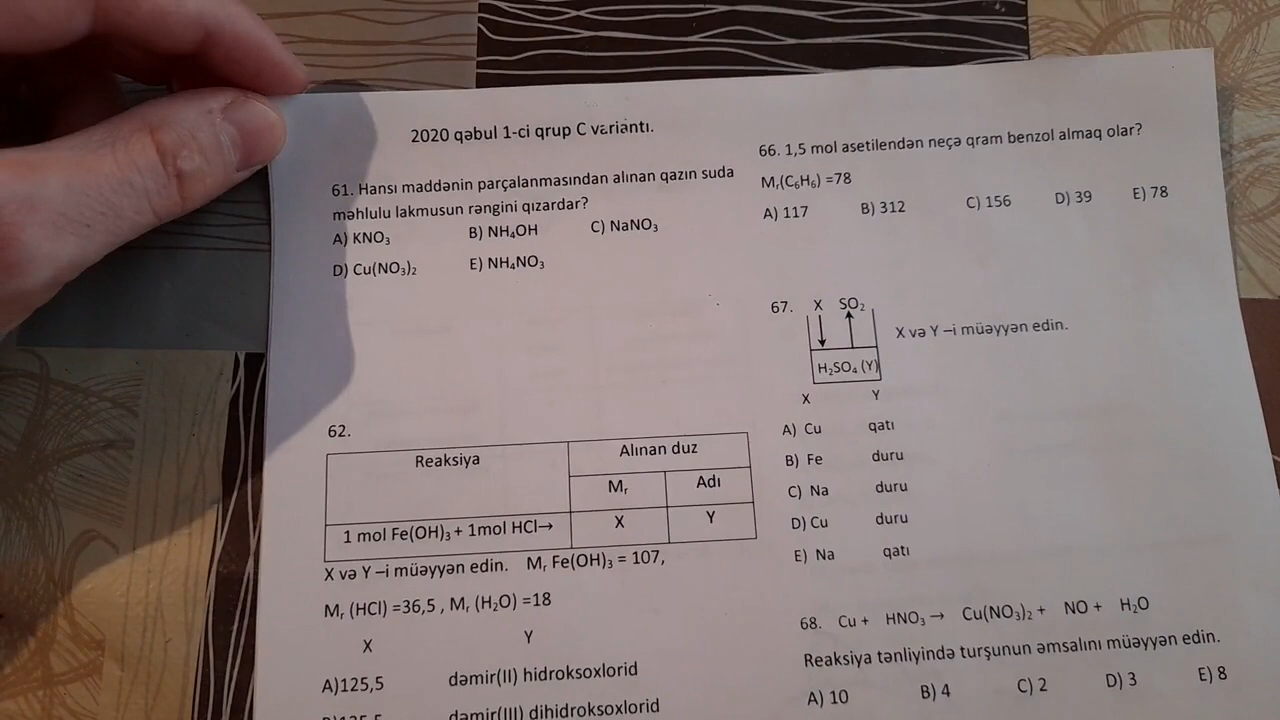 2020 qəbul 1-ci qrup C variantı.
61. Hansı maddənin parçalanmasından alınan qazın suda
məhlulu lakmusun rəngini qızardar?
A) KNO₃ B) NH₄OH C) NaNO₃
D) Cu(NO₃)₂ E) NH₄NO₃
62.
Reaksiya Alınan duz
Mᵣ Adı
1 mol Fe(OH)₃ + 1mol HCl→ X Y
X və Y –i müəyyən edin. Mᵣ Fe(OH)₃ = 107,
Mᵣ (HCl) =36,5 , Mᵣ (H₂O) =18
X Y
A)125,5 dəmir(II) hidroksoxlorid
dəmir(III) dihidroksoxlorid
66. 1,5 mol asetilendən neçə qram benzol almaq olar?
Mᵣ(C₆H₆) =78
A) 117 B) 312 C) 156 D) 39 E) 78
67. X SO₂
X və Y –i müəyyən edin.
H₂SO₄ (Y)
X Y
A) Cu qatı
B) Fe duru
C) Na duru
D) Cu duru
E) Na qatı
68. Cu + HNO₃ → Cu(NO₃)₂ + NO + H₂O
Reaksiya tənliyində turşunun əmsalını müəyyən edin.
A) 10 B) 4 C) 2 D) 3 E) 8